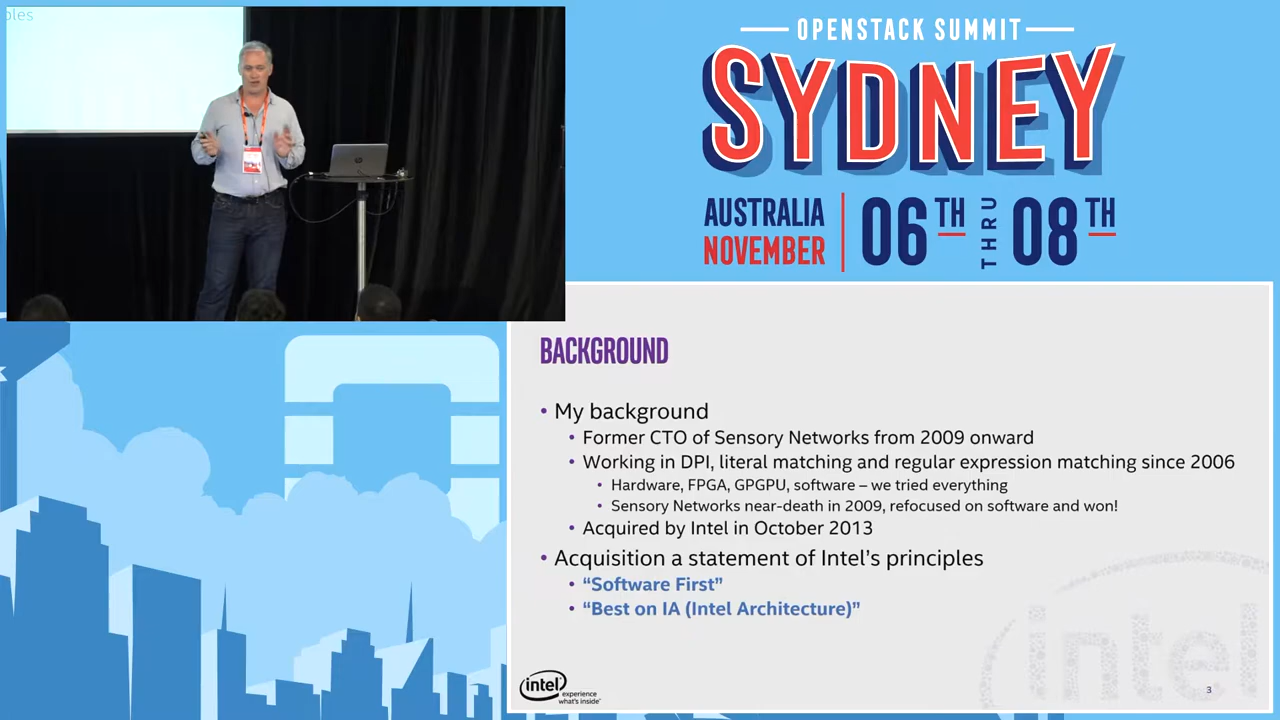 ples
OPENSTACK SUMMIT
SYDNEY
AUSTRALIA
NOVEMBER
06TH THRU 08TH
BACKGROUND
• My background
• Former CTO of Sensory Networks from 2009 onward
• Working in DPI, literal matching and regular expression matching since 2006
• Hardware, FPGA, GPGPU, software – we tried everything
• Sensory Networks near-death in 2009, refocused on software and won!
• Acquired by Intel in October 2013
• Acquisition a statement of Intel’s principles
• “Software First”
• “Best on IA (Intel Architecture)”
intel
intel
experience
what's inside™
3